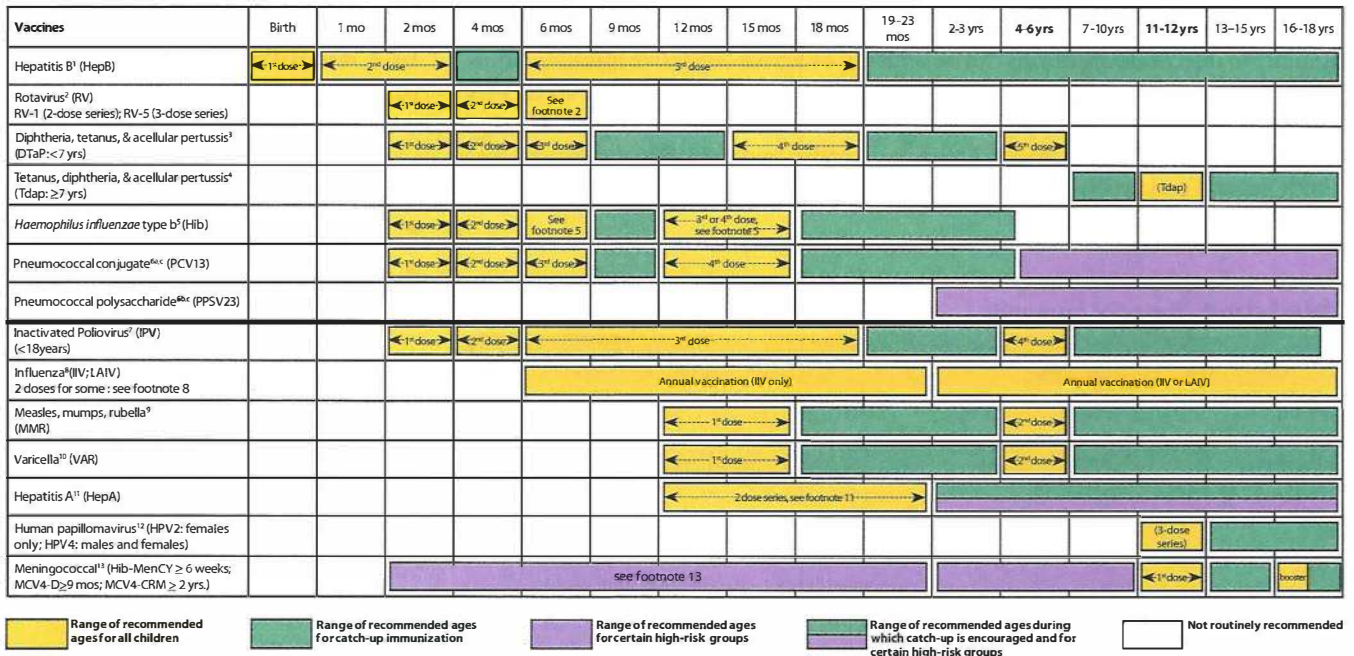 Vaccines Birth 1 mo 2 mos 4 mos 6 mos 9 mos 12 mos 15 mos 18 mos 19–23 mos 2-3 yrs 4-6 yrs 7-10 yrs 11-12 yrs 13–15 yrs 16–18 yrs
Hepatitis B¹ (HepB) 1st dose 2nd dose 3rd dose
Rotavirus² (RV)
RV-1 (2-dose series); RV-5 (3-dose series) 1st dose 2nd dose See footnote 2
Diphtheria, tetanus, & acellular pertussis³
(DTaP: <7 yrs) 1st dose 2nd dose 3rd dose 4th dose 5th dose
Tetanus, diphtheria, & acellular pertussis⁴
(Tdap: ≥7 yrs) (Tdap)
Haemophilus influenzae type b⁵ (Hib) 1st dose 2nd dose See footnote 5 3rd or 4th dose, see footnote 5
Pneumococcal conjugate⁶ᵃ,ᶜ (PCV13) 1st dose 2nd dose 3rd dose 4th dose
Pneumococcal polysaccharide⁶ᵇ,ᶜ (PPSV23)
Inactivated Poliovirus⁷ (IPV)
(<18years) 1st dose 2nd dose 3rd dose 4th dose
Influenza⁸ (IIV; LAIV)
2 doses for some : see footnote 8 Annual vaccination (IIV only) Annual vaccination (IIV or LAIV)
Measles, mumps, rubella⁹
(MMR) 1st dose 2nd dose
Varicella¹⁰ (VAR) 1st dose 2nd dose
Hepatitis A¹¹ (HepA) 2 dose series, see footnote 11
Human papillomavirus¹² (HPV2: females
only; HPV4: males and females) (3-dose series)
Meningococcal¹³ (Hib-MenCY ≥ 6 weeks;
MCV4-D≥9 mos; MCV4-CRM ≥ 2 yrs.) see footnote 13 1st dose booster
Range of recommended
ages for all children
Range of recommended ages
for catch-up immunization
Range of recommended ages
for certain high-risk groups
Range of recommended ages during
which catch-up is encouraged and for
certain high-risk groups
Not routinely recommended